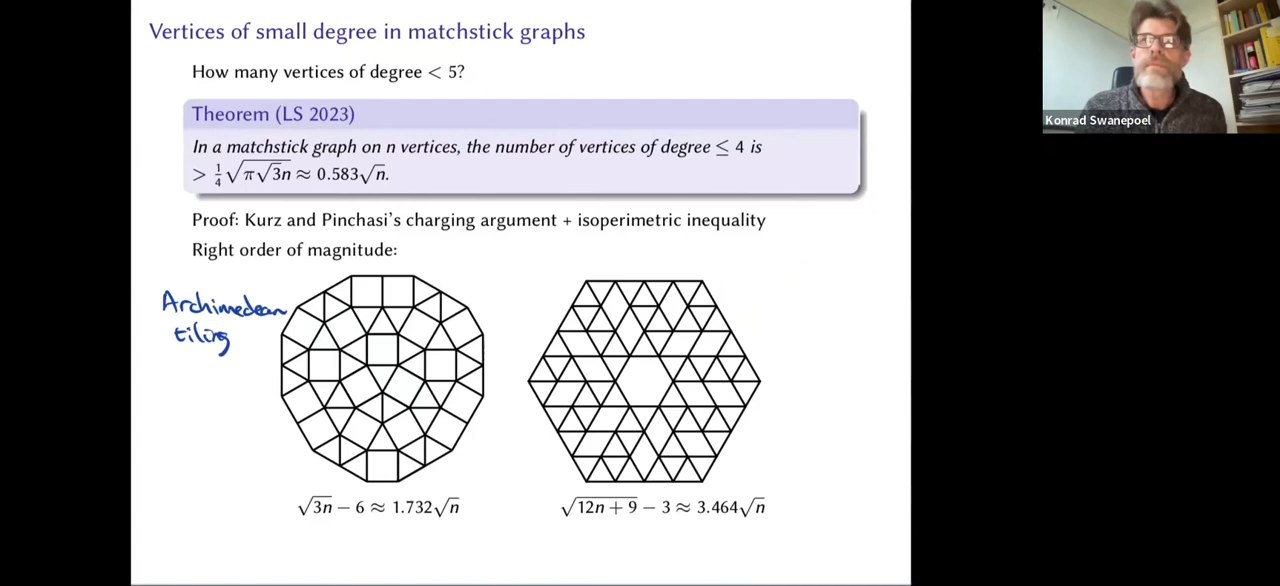 Vertices of small degree in matchstick graphs
How many vertices of degree < 5?
Theorem (LS 2023)
In a matchstick graph on n vertices, the number of vertices of degree ≤ 4 is
> 1/4 √(π√3n) ≈ 0.583√n.
Proof: Kurz and Pinchasi's charging argument + isoperimetric inequality
Right order of magnitude:
Archimedean
tiling
√3n − 6 ≈ 1.732√n
√(12n + 9) − 3 ≈ 3.464√n
Konrad Swanepoel